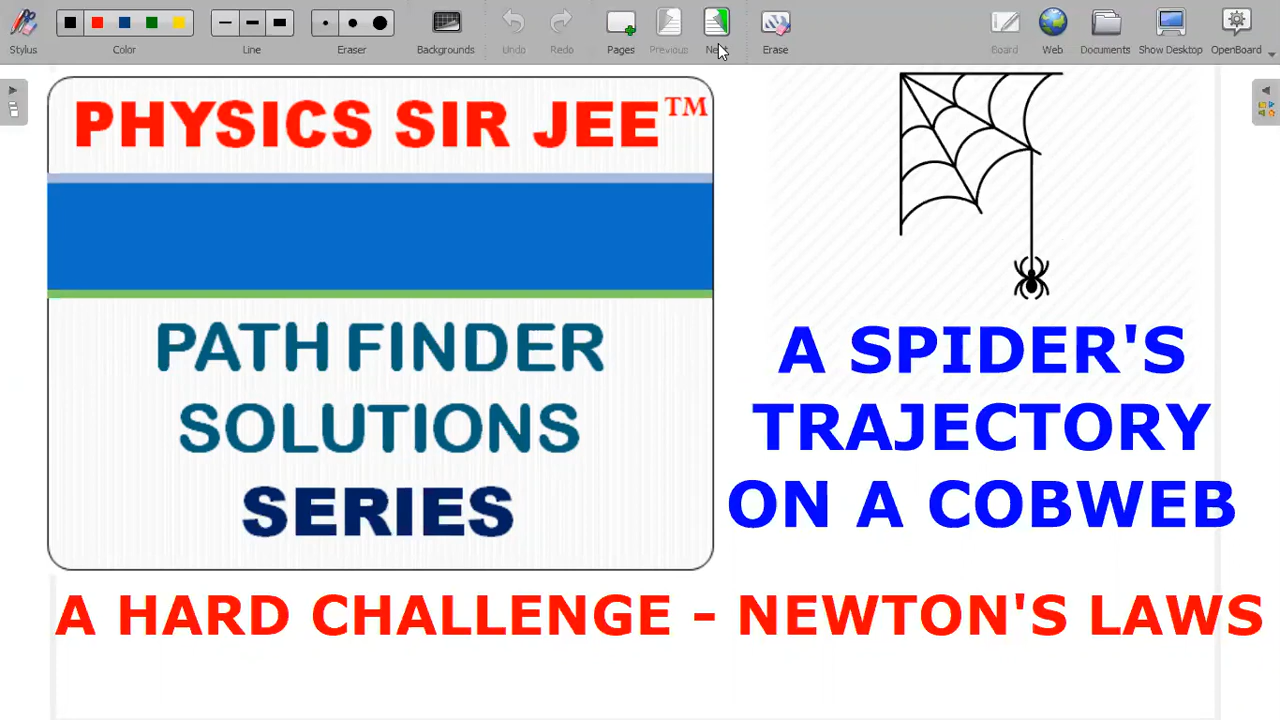 Stylus Color Line Eraser Backgrounds Undo Redo Pages Previous Erase Board Web Documents Show Desktop OpenBoard
PHYSICS SIR JEE™
PATH FINDER
SOLUTIONS
SERIES
A SPIDER'S
TRAJECTORY
ON A COBWEB
A HARD CHALLENGE - NEWTON'S LAWS